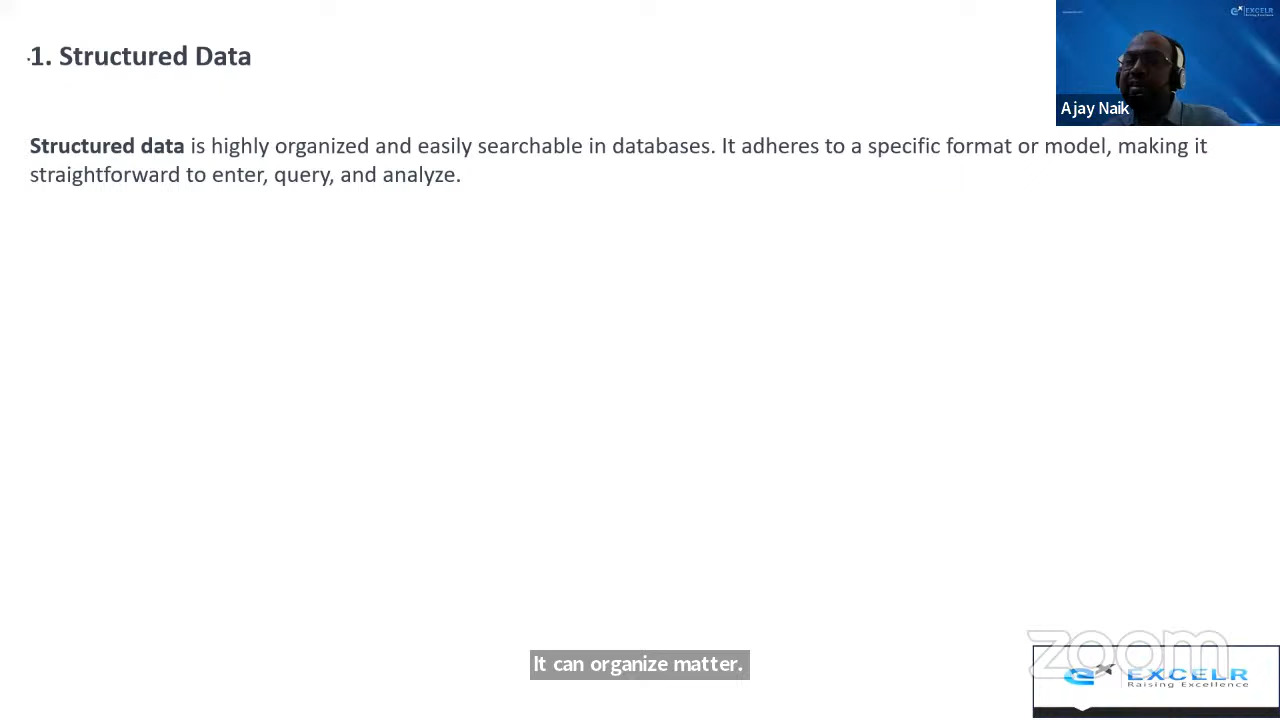 1. Structured Data
EXCELR
Ajay Naik
Structured data is highly organized and easily searchable in databases. It adheres to a specific format or model, making it
straightforward to enter, query, and analyze.
It can organize matter.
zoom
EXCELR
Raising Excellence